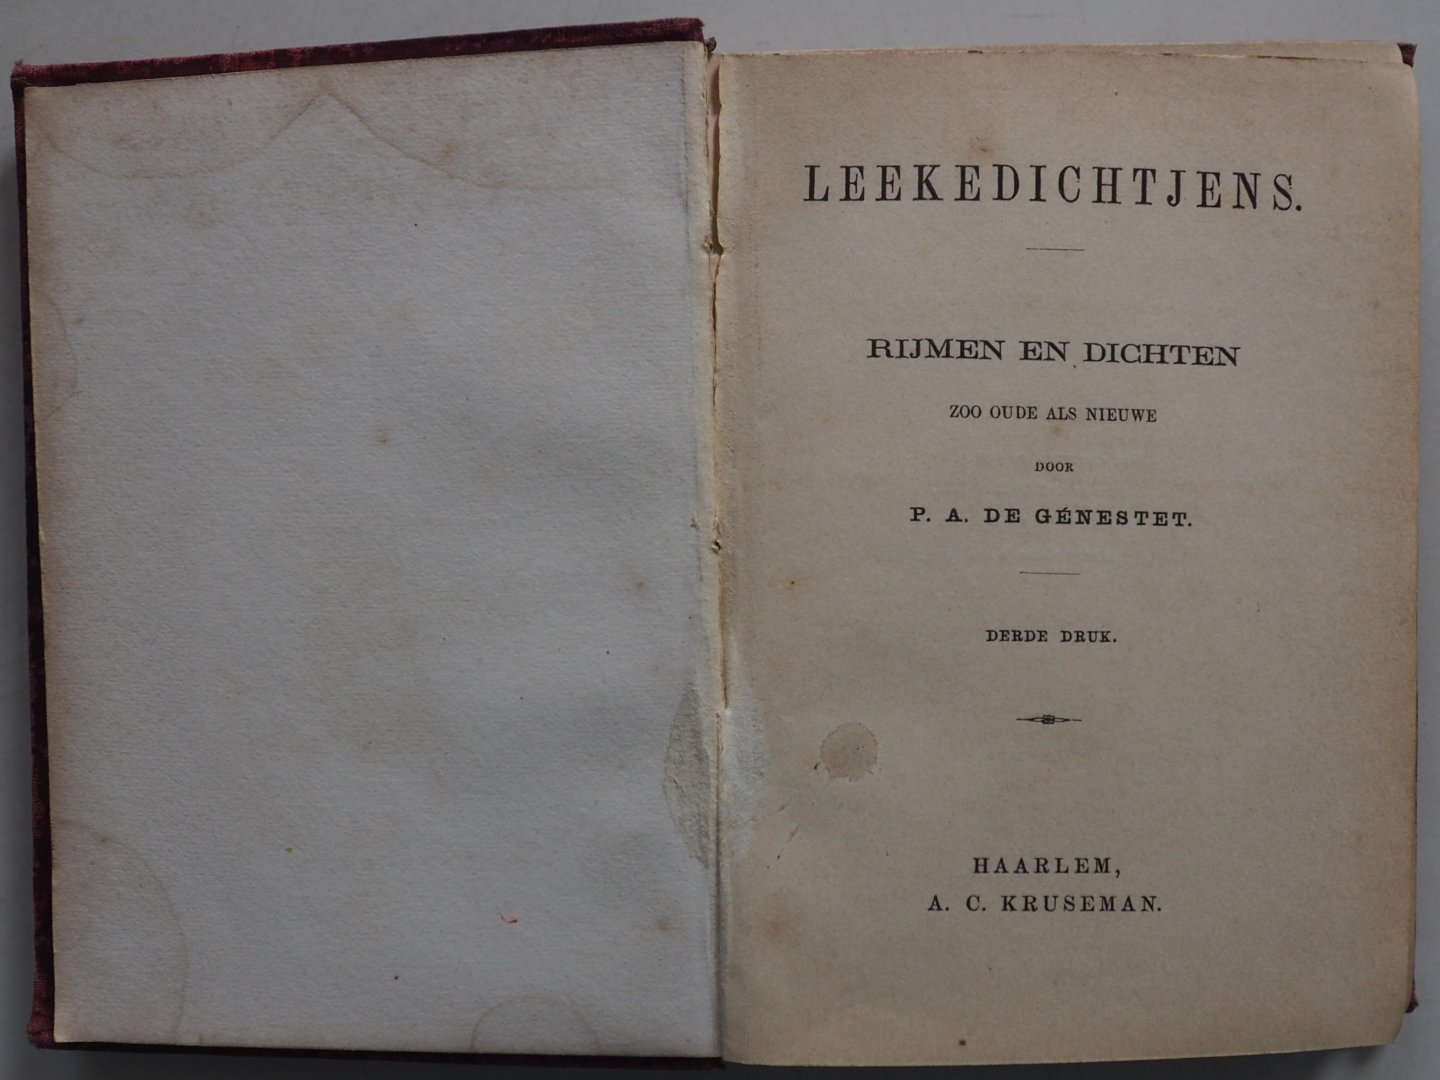 LEEKEDICHTJENS.
RIJMEN EN DICHTEN
ZOO OUDE ALS NIEUWE
DOOR
P. A. DE GÉNESTET.
DERDE DRUK.
HAARLEM,
A. C. KRUSEMAN.